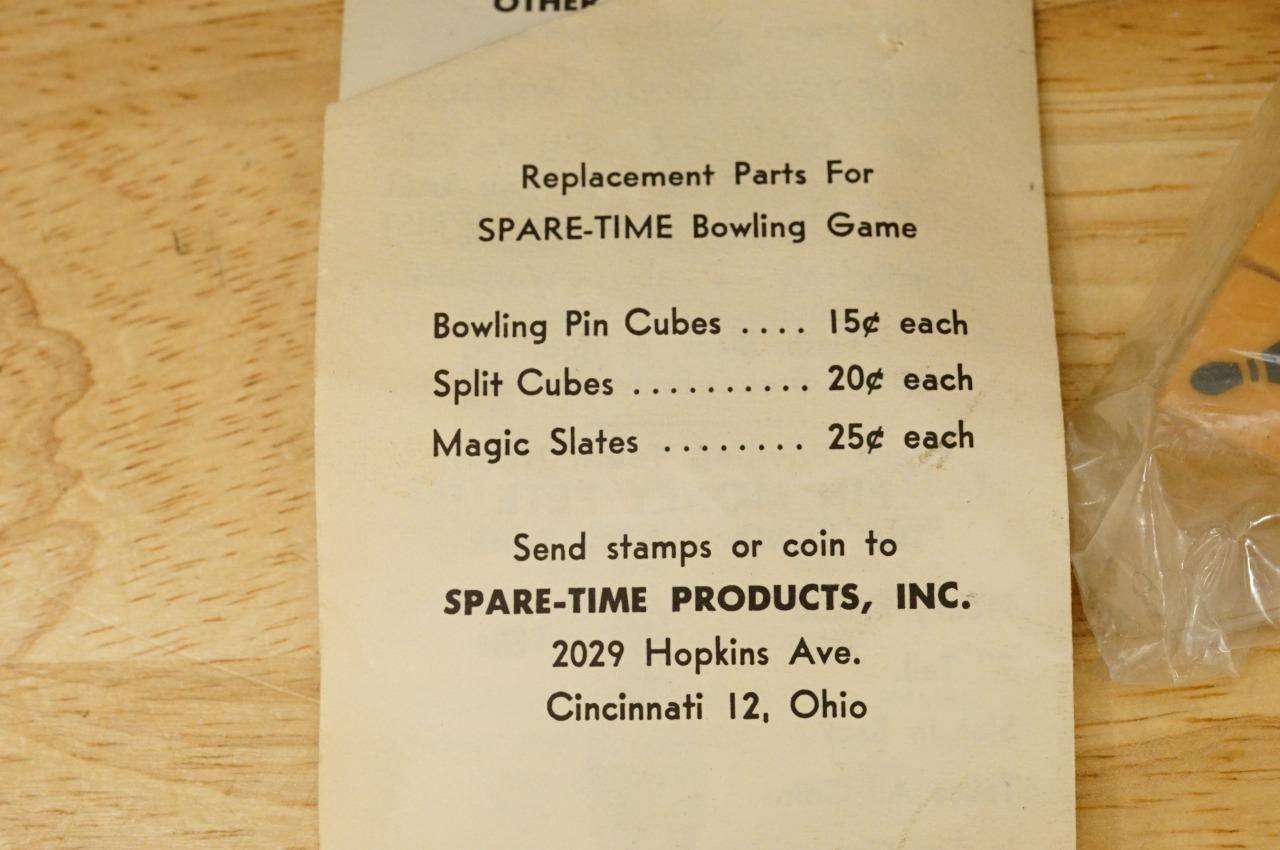 OTHER
Replacement Parts For
SPARE-TIME Bowling Game
Bowling Pin Cubes .... 15¢ each
Split Cubes .......... 20¢ each
Magic Slates ........ 25¢ each
Send stamps or coin to
SPARE-TIME PRODUCTS, INC.
2029 Hopkins Ave.
Cincinnati 12, Ohio